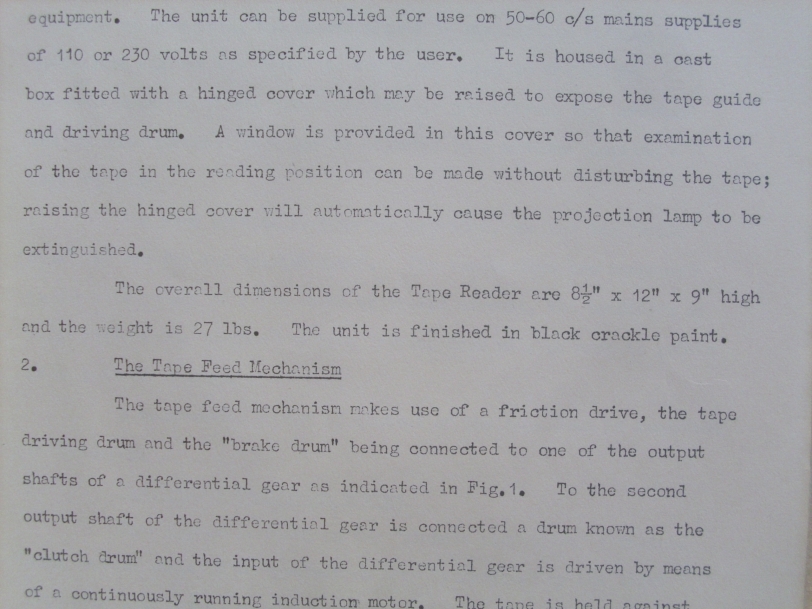 equipment. The unit can be supplied for use on 50-60 c/s mains supplies
of 110 or 230 volts as specified by the user. It is housed in a cast
box fitted with a hinged cover which may be raised to expose the tape guide
and driving drum. A window is provided in this cover so that examination
of the tape in the reading position can be made without disturbing the tape;
raising the hinged cover will automatically cause the projection lamp to be
extinguished.
The overall dimensions of the Tape Reader are 8½" x 12" x 9" high
and the weight is 27 lbs. The unit is finished in black crackle paint.
2. The Tape Feed Mechanism
The tape feed mechanism makes use of a friction drive, the tape
driving drum and the "brake drum" being connected to one of the output
shafts of a differential gear as indicated in Fig.1. To the second
output shaft of the differential gear is connected a drum known as the
"clutch drum" and the input of the differential gear is driven by means
of a continuously running induction motor. The tape is held against